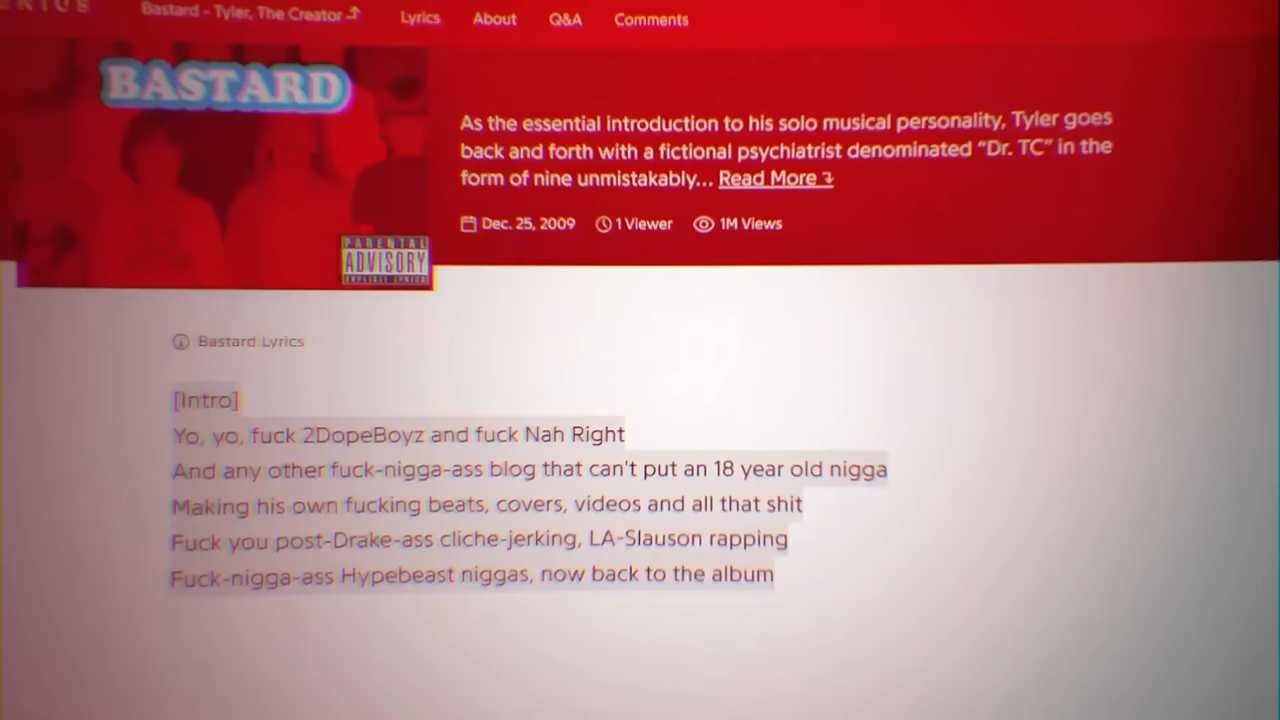 Bastard - Tyler, The Creator
Lyrics About Q&A Comments
BASTARD
As the essential introduction to his solo musical personality, Tyler goes
back and forth with a fictional psychiatrist denominated “Dr. TC” in the
form of nine unmistakably... Read More
Dec. 25, 2009 1 Viewer 1M Views
PARENTAL
ADVISORY
EXPLICIT LYRICS
Bastard Lyrics
[Intro]
Yo, yo, fuck 2DopeBoyz and fuck Nah Right
And any other fuck-nigga-ass blog that can't put an 18 year old nigga
Making his own fucking beats, covers, videos and all that shit
Fuck you post-Drake-ass cliche-jerking, LA-Slauson rapping
Fuck-nigga-ass Hypebeast niggas, now back to the album